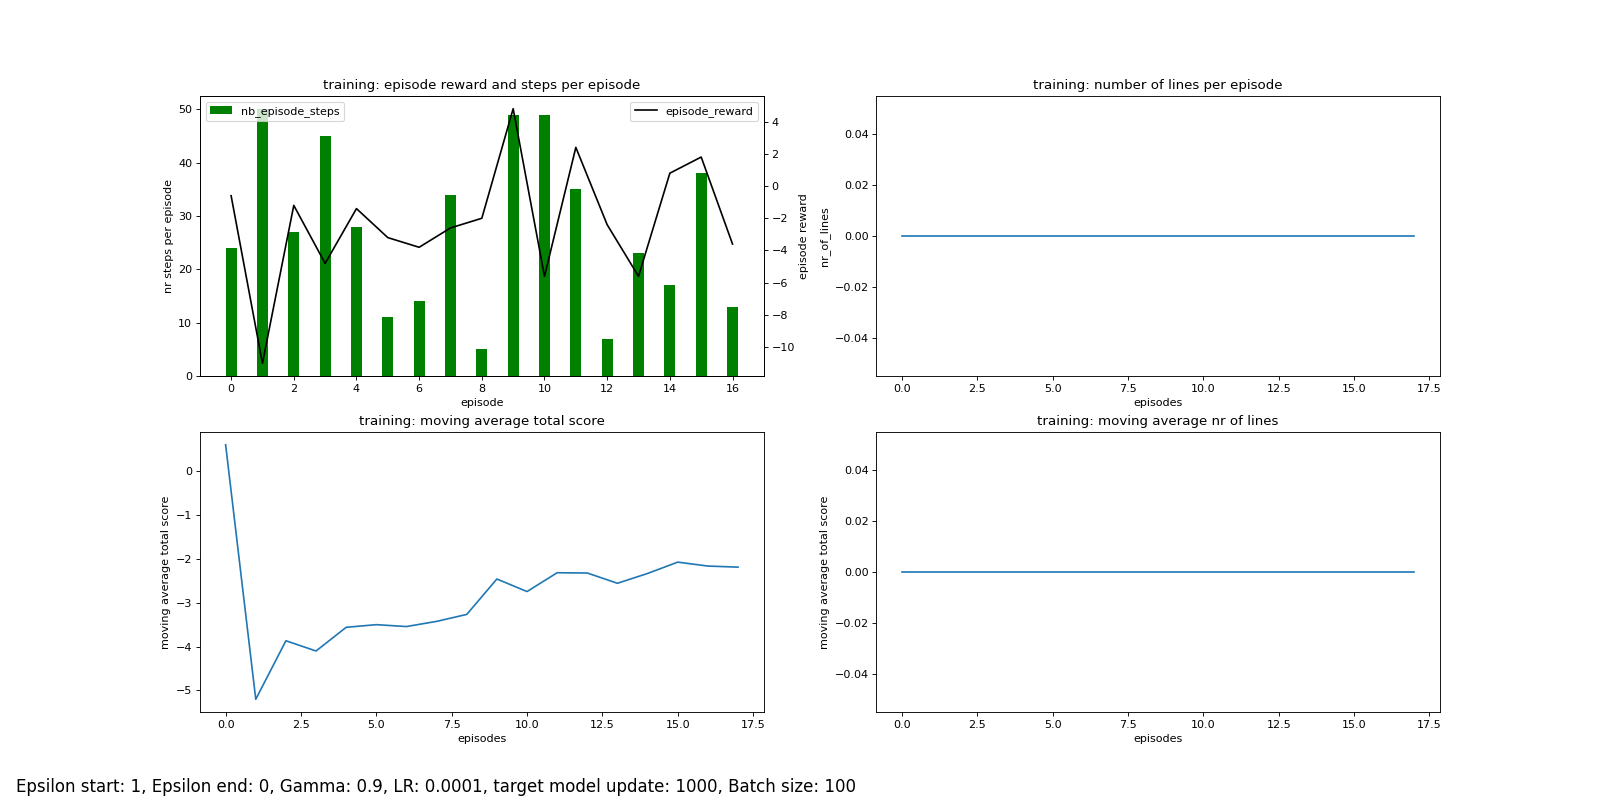 training: episode reward and steps per episode
nb_episode_steps
episode_reward
50
40
30
20
10
0
nr steps per episode
4
2
0
−2
−4
−6
−8
−10
episode reward
0 2 4 6 8 10 12 14 16
episode
training: number of lines per episode
0.04
0.02
0.00
−0.02
−0.04
nr_of_lines
0.0 2.5 5.0 7.5 10.0 12.5 15.0 17.5
episodes
training: moving average total score
0
−1
−2
−3
−4
−5
moving average total score
0.0 2.5 5.0 7.5 10.0 12.5 15.0 17.5
episodes
training: moving average nr of lines
0.04
0.02
0.00
−0.02
−0.04
moving average total score
0.0 2.5 5.0 7.5 10.0 12.5 15.0 17.5
episodes
Epsilon start: 1, Epsilon end: 0, Gamma: 0.9, LR: 0.0001, target model update: 1000, Batch size: 100